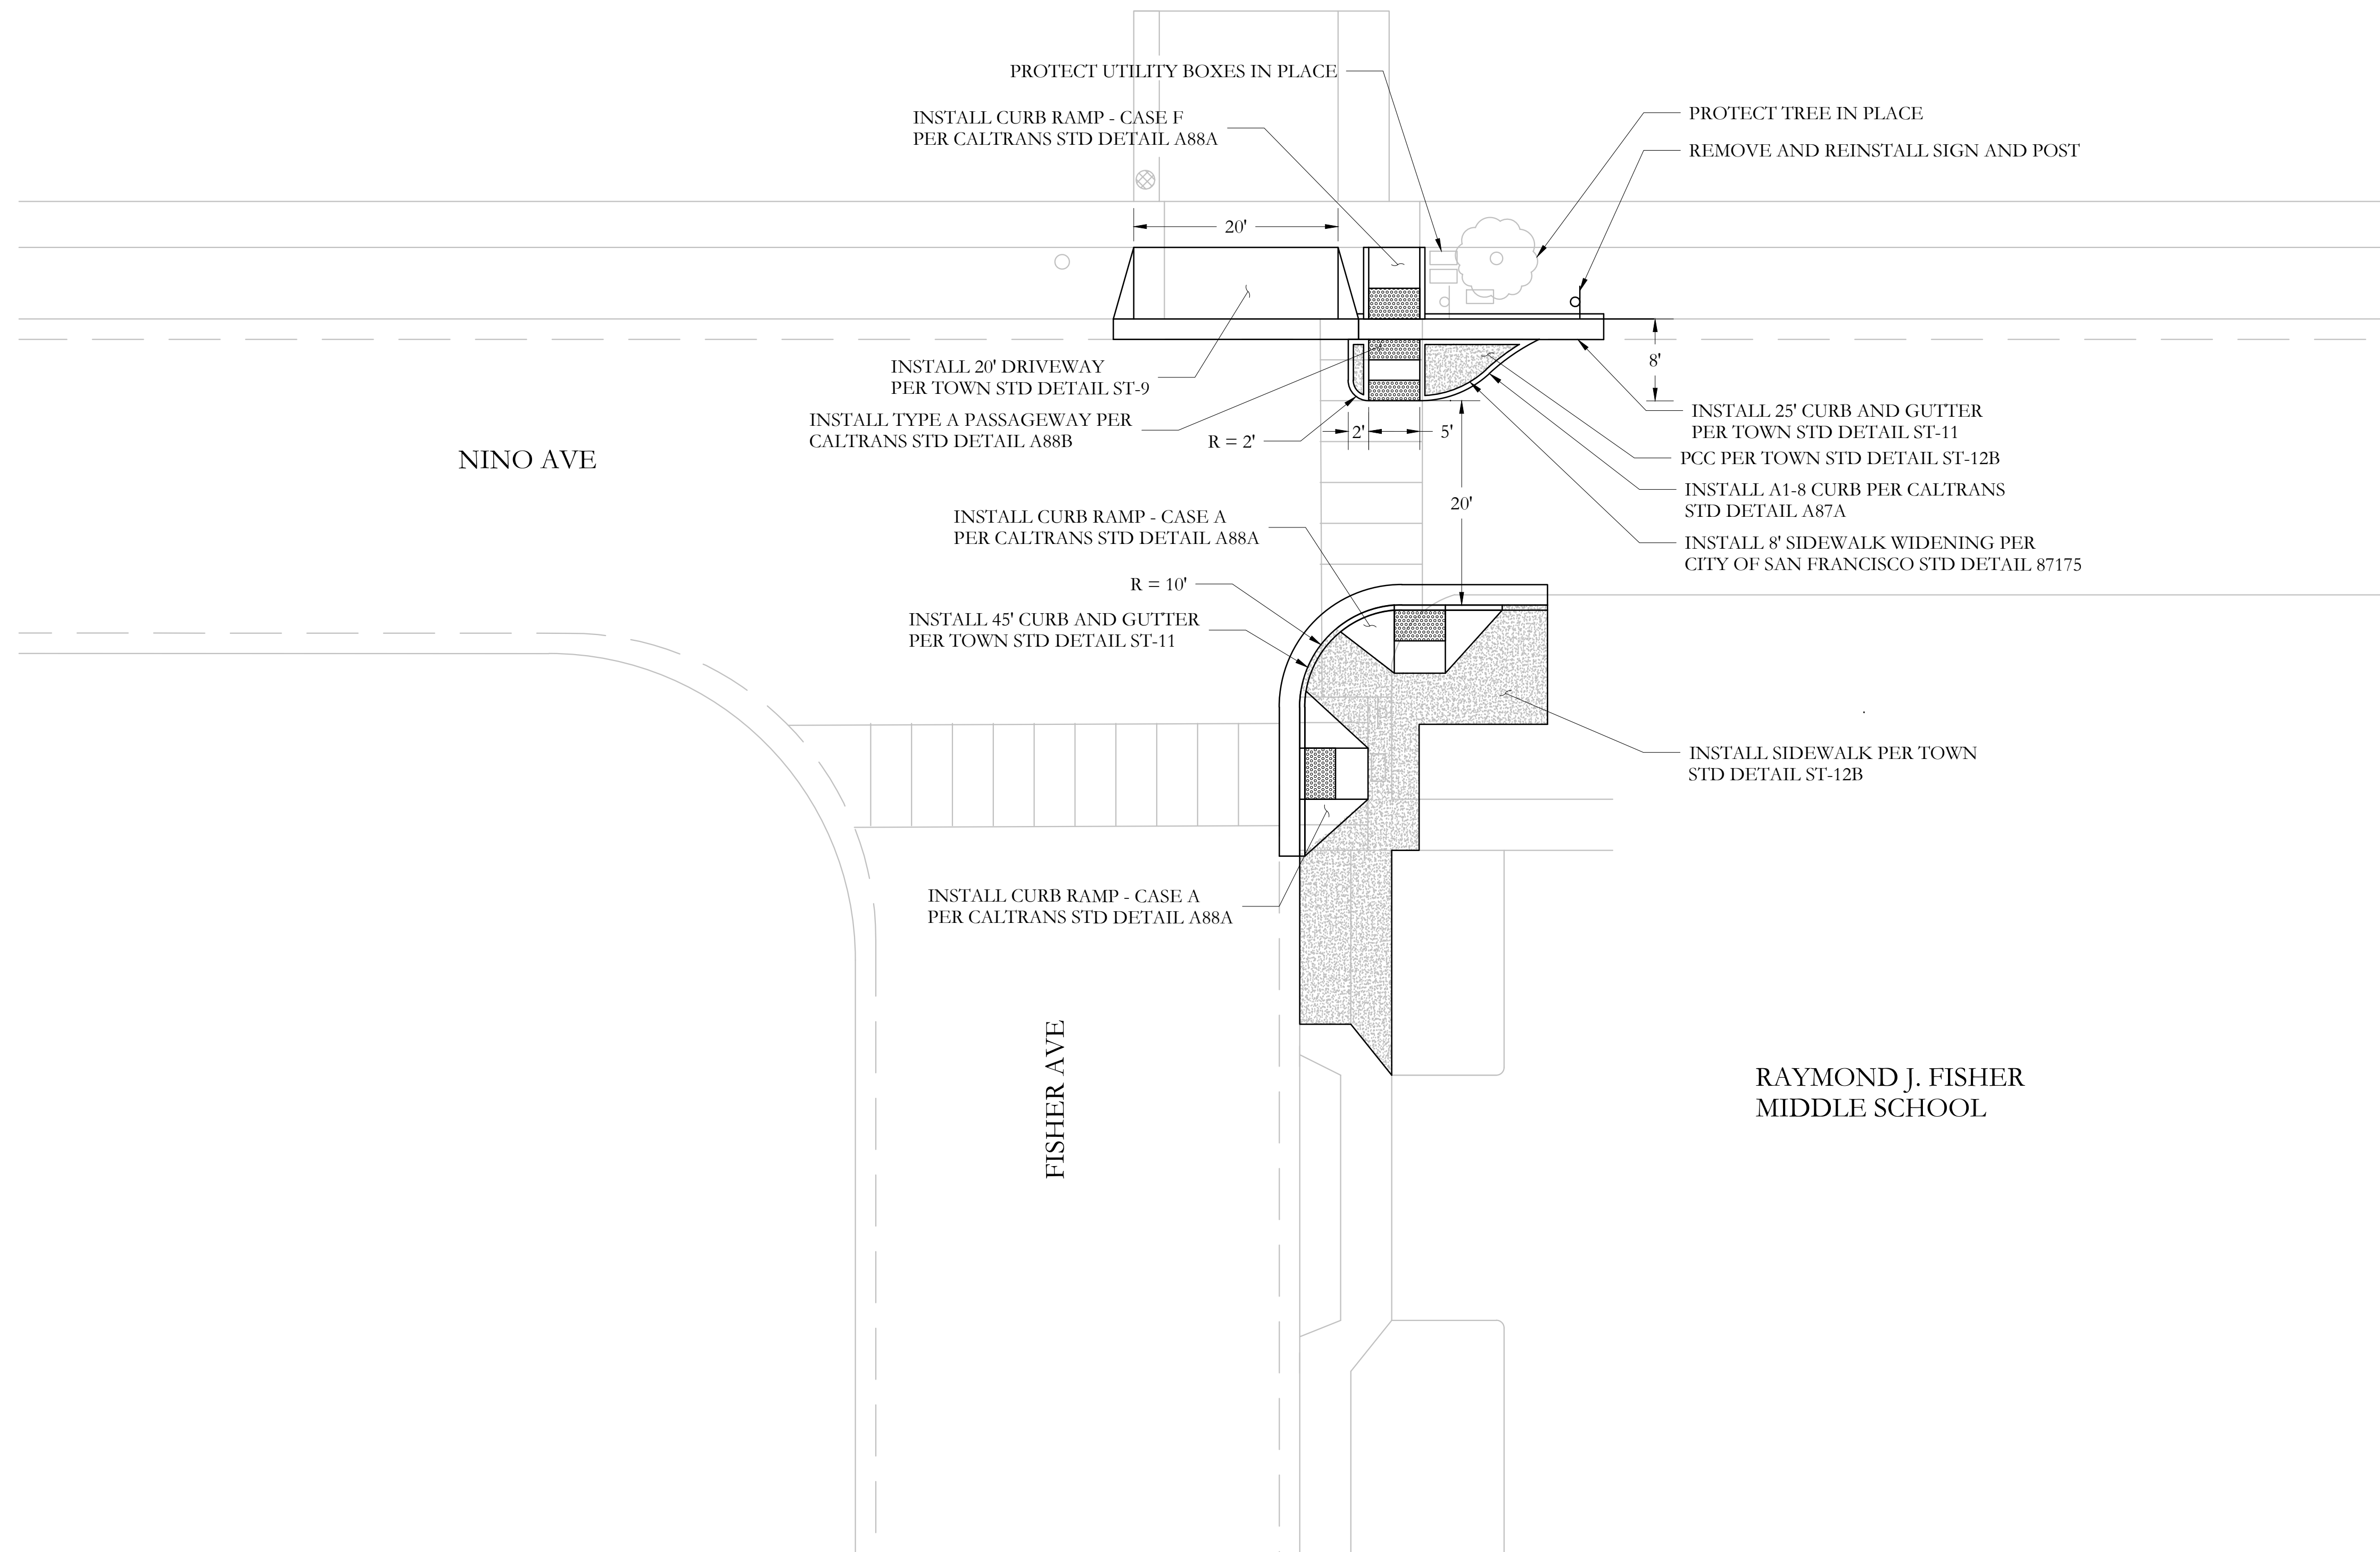 PROTECT UTILITY BOXES IN PLACE
INSTALL CURB RAMP - CASE F
PER CALTRANS STD DETAIL A88A
PROTECT TREE IN PLACE
REMOVE AND REINSTALL SIGN AND POST
20'
8'
INSTALL 20' DRIVEWAY
PER TOWN STD DETAIL ST-9
INSTALL TYPE A PASSAGEWAY PER
CALTRANS STD DETAIL A88B
R = 2'
2'
5'
INSTALL 25' CURB AND GUTTER
PER TOWN STD DETAIL ST-11
PCC PER TOWN STD DETAIL ST-12B
INSTALL A1-8 CURB PER CALTRANS
STD DETAIL A87A
INSTALL 8' SIDEWALK WIDENING PER
CITY OF SAN FRANCISCO STD DETAIL 87175
NINO AVE
20'
INSTALL CURB RAMP - CASE A
PER CALTRANS STD DETAIL A88A
R = 10'
INSTALL 45' CURB AND GUTTER
PER TOWN STD DETAIL ST-11
INSTALL SIDEWALK PER TOWN
STD DETAIL ST-12B
INSTALL CURB RAMP - CASE A
PER CALTRANS STD DETAIL A88A
FISHER AVE
RAYMOND J. FISHER
MIDDLE SCHOOL